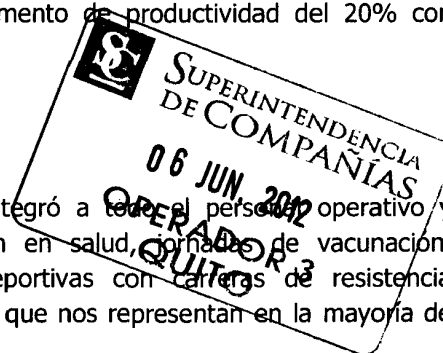 mento de productividad del 20% con
SC
SUPERINTENDENCIA
DE COMPAÑÍAS
06 JUN. 2012
OPERADOR 3
QUITO
tegró a todo el personal operativo y
n en salud, jornadas de vacunación
eportivas con carreras de resistencia
que nos representan en la mayoría de